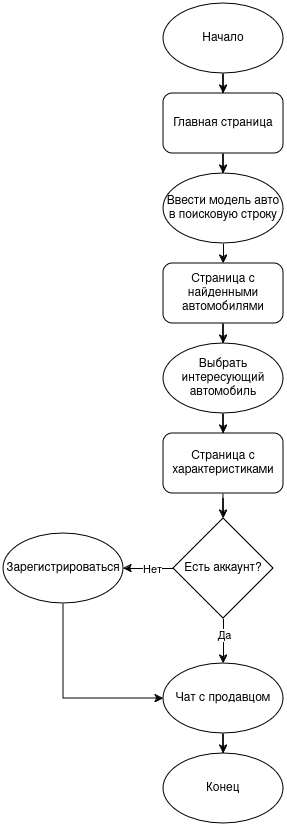 Начало
Главная страница
Ввести модель авто
в поисковую строку
Страница с
найденными
автомобилями
Выбрать
интересующий
автомобиль
Страница с
характеристиками
Есть аккаунт?
Нет
Зарегистрироваться
Да
Чат с продавцом
Конец